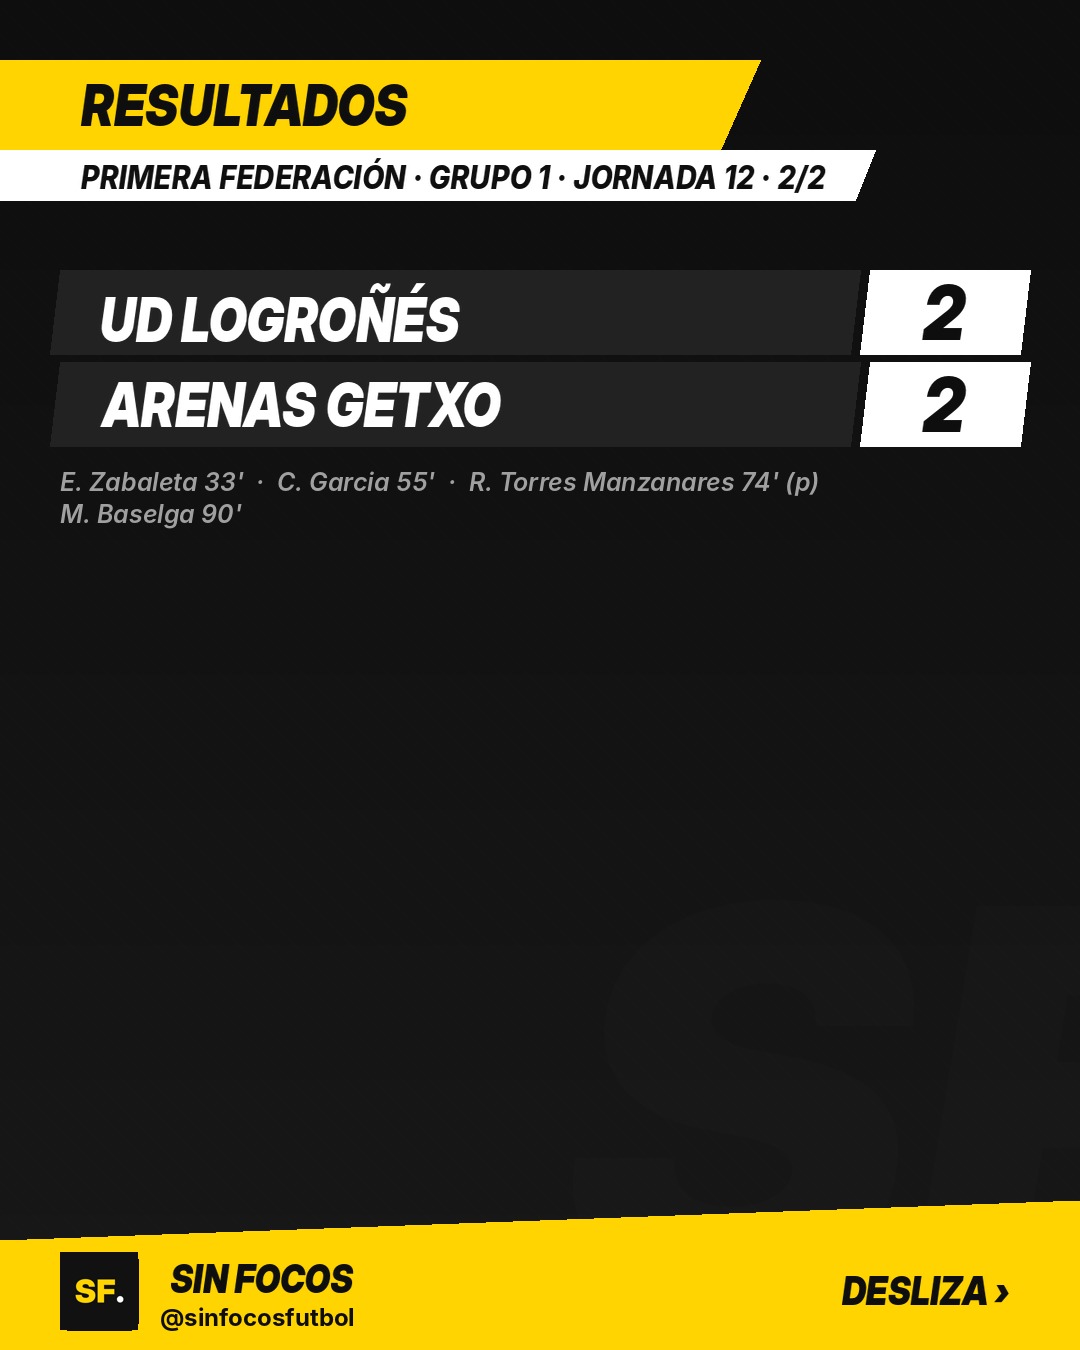 RESULTADOS
PRIMERA FEDERACIÓN · GRUPO 1 · JORNADA 12 · 2/2
UD LOGROÑÉS 2
ARENAS GETXO 2
E. Zabaleta 33' · C. Garcia 55' · R. Torres Manzanares 74' (p)
M. Baselga 90'
SF
SF.
SIN FOCOS
@sinfocosfutbol
DESLIZA ›